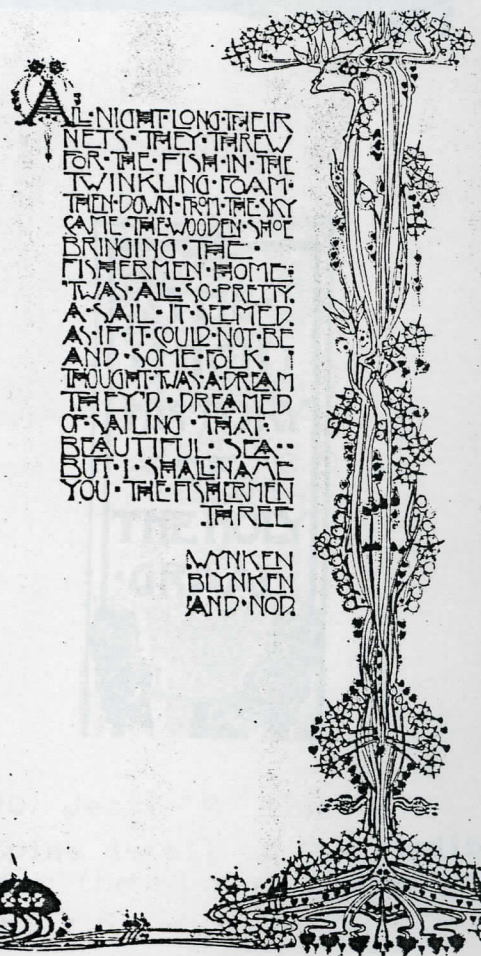 ALL·NIGHT·LONG·THEIR
NETS·THEY·THREW
FOR·THE·FISH·IN·THE
TWINKLING·FOAM·
THEN·DOWN·FROM·THE·SKY
CAME·THE·WOODEN·SHOE
BRINGING·THE·
FISHERMEN·HOME:
'TWAS·ALL·SO·PRETTY.
A·SAIL·IT·SEEMED.
AS·IF·IT·COULD·NOT·BE
AND·SOME·FOLK·
THOUGHT·TWAS·A·DREAM
THEY'D·DREAMED
OF·SAILING·THAT·
BEAUTIFUL·SEA··
BUT·I·SHALL·NAME
YOU·THE·FISHERMEN
·THREE
·WYNKEN
BLYNKEN
AND·NOD.